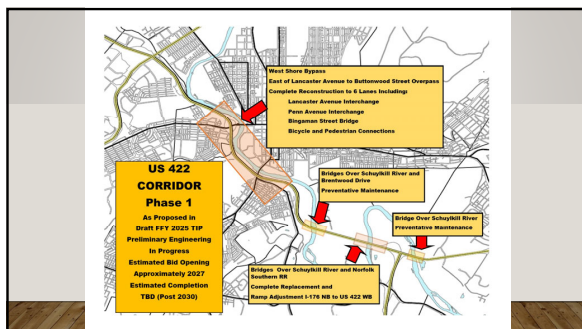 West Shore Bypass
East of Lancaster Avenue to Buttonwood Street Overpass
Complete Reconstruction to 6 Lanes Including:
Lancaster Avenue Interchange
Penn Avenue Interchange
Bingaman Street Bridge
Bicycle and Pedestrian Connections
US 422
CORRIDOR
Phase 1
As Proposed in
Draft FFY 2025 TIP
Preliminary Engineering
In Progress
Estimated Bid Opening
Approximately 2027
Estimated Completion
TBD (Post 2030)
Bridges Over Schuylkill River and
Brentwood Drive
Preventative Maintenance
Bridge Over Schuylkill River
Preventative Maintenance
Bridges Over Schuylkill River and Norfolk
Southern RR
Complete Replacement and
Ramp Adjustment I-176 NB to US 422 WB